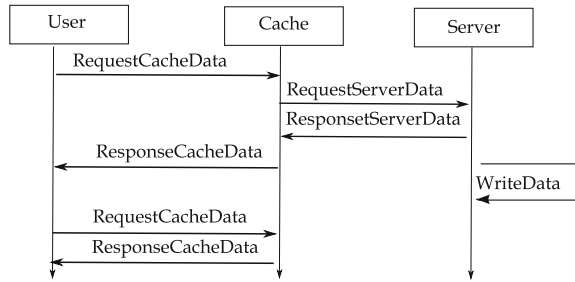 User
Cache
Server
RequestCacheData
RequestServerData
ResponsetServerData
ResponseCacheData
WriteData
RequestCacheData
ResponseCacheData